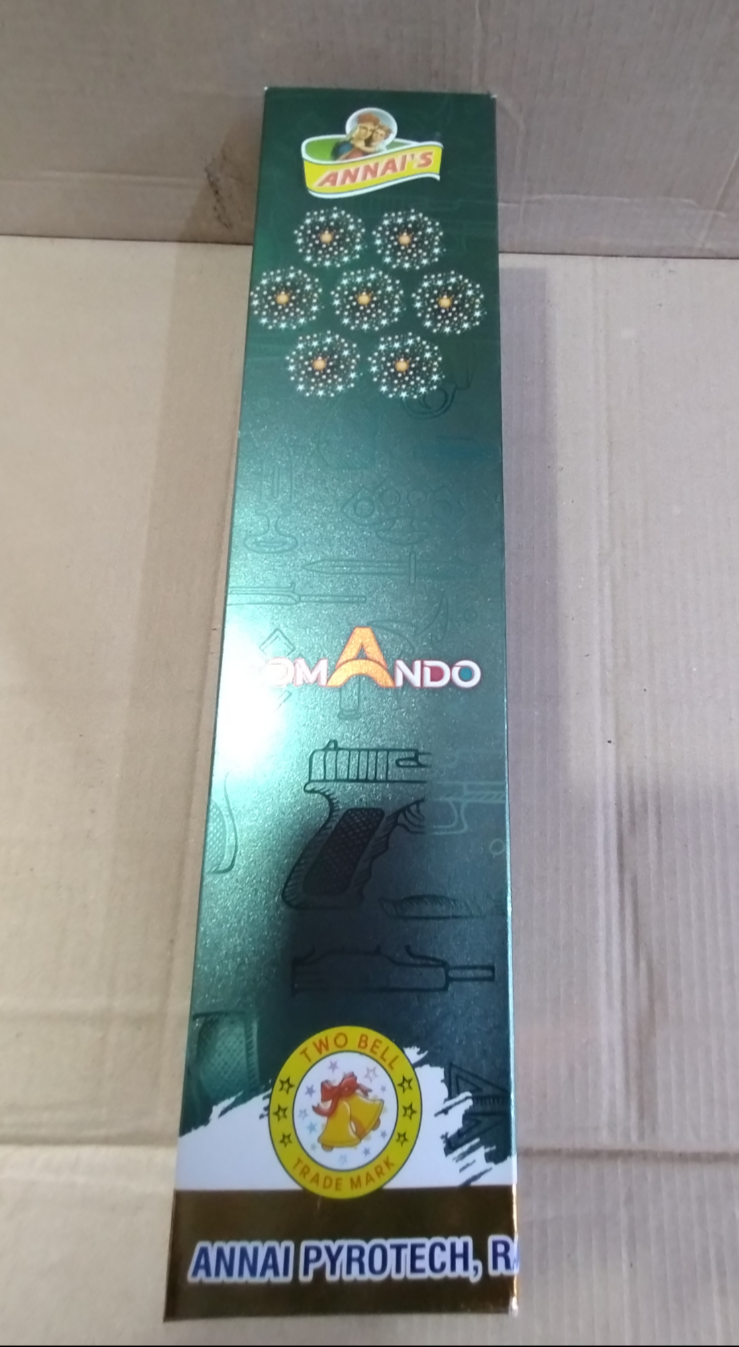 ANNAI'S
OMANDO
TWO BELL
TRADE MARK
ANNAI PYROTECH, R